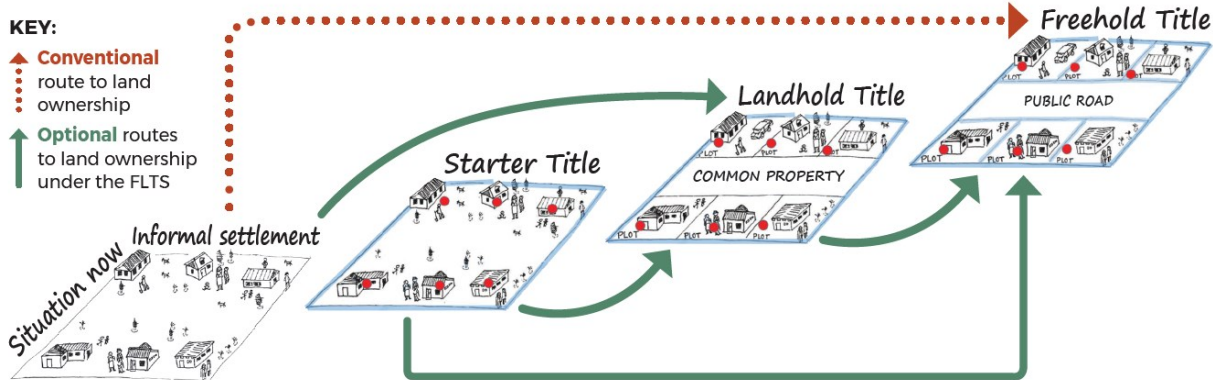 KEY:
Conventional
route to land
ownership
Optional routes
to land ownership
under the FLTS
Situation now
Informal settlement
Starter Title
Landhold Title
PLOT
PLOT
PLOT
COMMON PROPERTY
PLOT
PLOT
PLOT
Freehold Title
PLOT
PLOT
PLOT
PUBLIC ROAD
PLOT
PLOT
PLOT